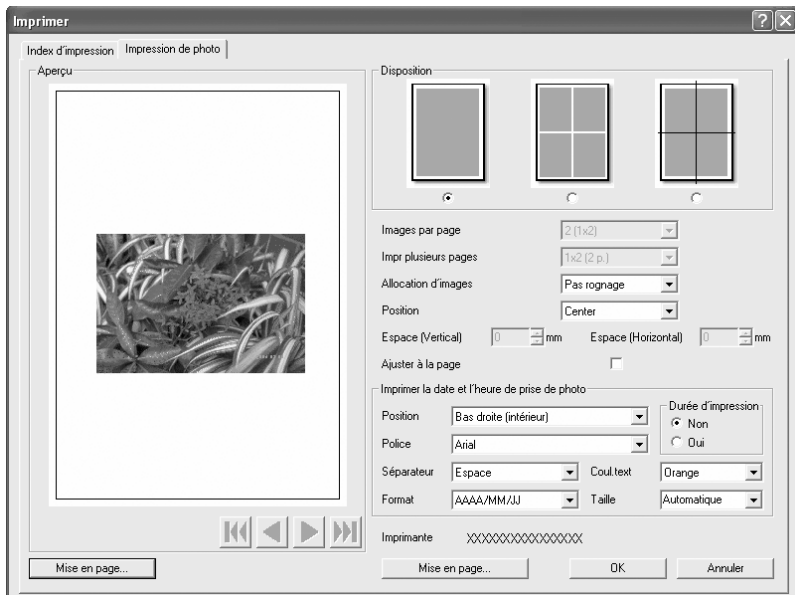 Imprimer
Index d'impression Impression de photo
Aperçu
Mise en page...
Disposition
Images par page 2 (1x2)
Impr plusieurs pages 1x2 (2 p.)
Allocation d'images Pas rognage
Position Center
Espace (Vertical) 0 mm Espace (Horizontal) 0 mm
Ajuster à la page
Imprimer la date et l'heure de prise de photo
Position Bas droite (intérieur)
Durée d'impression
Non
Oui
Police Arial
Séparateur Espace Coul.text Orange
Format AAAA/MM/JJ Taille Automatique
Imprimante XXXXXXXXXXXXXXXXX
Mise en page... OK Annuler